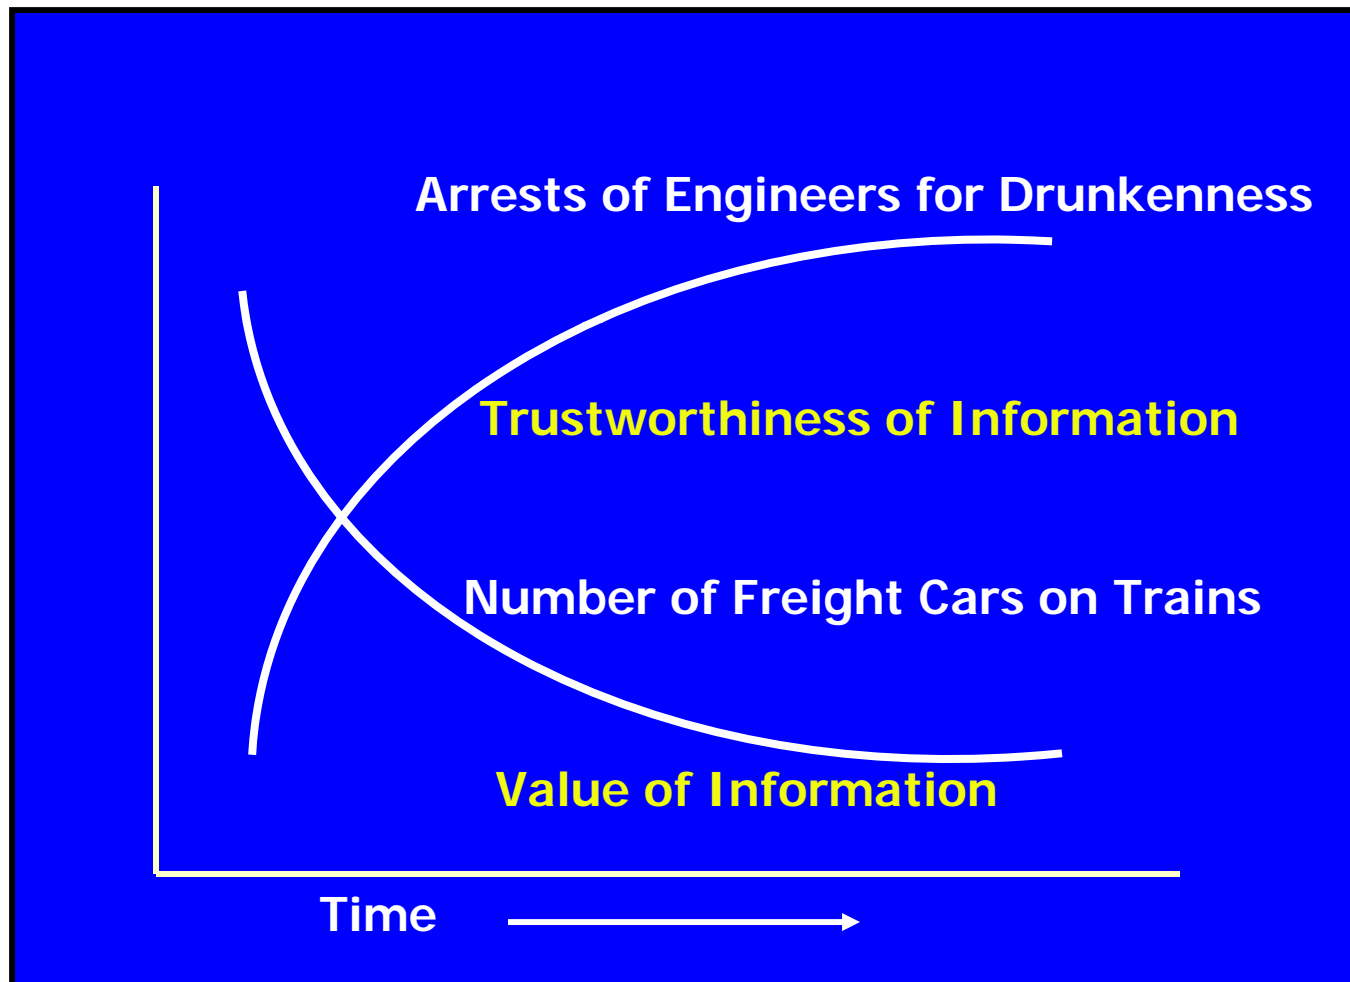 Arrests of Engineers for Drunkenness
Trustworthiness of Information
Number of Freight Cars on Trains
Value of Information
Time